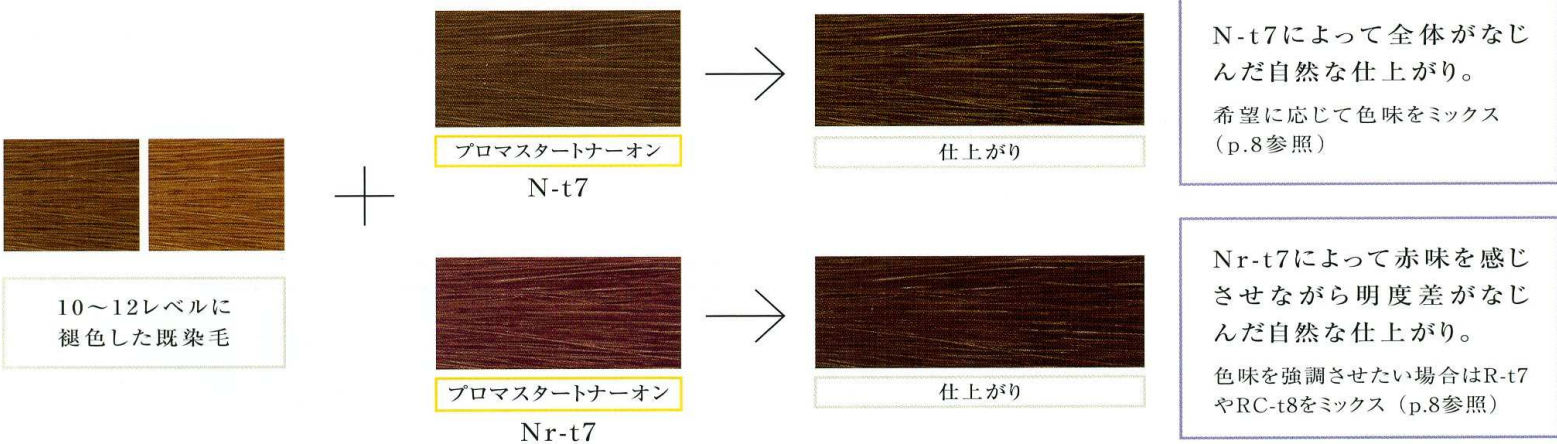 10～12レベルに
褪色した既染毛
プロマスタートナーオン
N-t7
仕上がり
N-t7によって全体がなじ
んだ自然な仕上がり。
希望に応じて色味をミックス
（p.8参照）
プロマスタートナーオン
Nr-t7
仕上がり
Nr-t7によって赤味を感じ
させながら明度差がなじ
んだ自然な仕上がり。
色味を強調させたい場合はR-t7
やRC-t8をミックス（p.8参照）